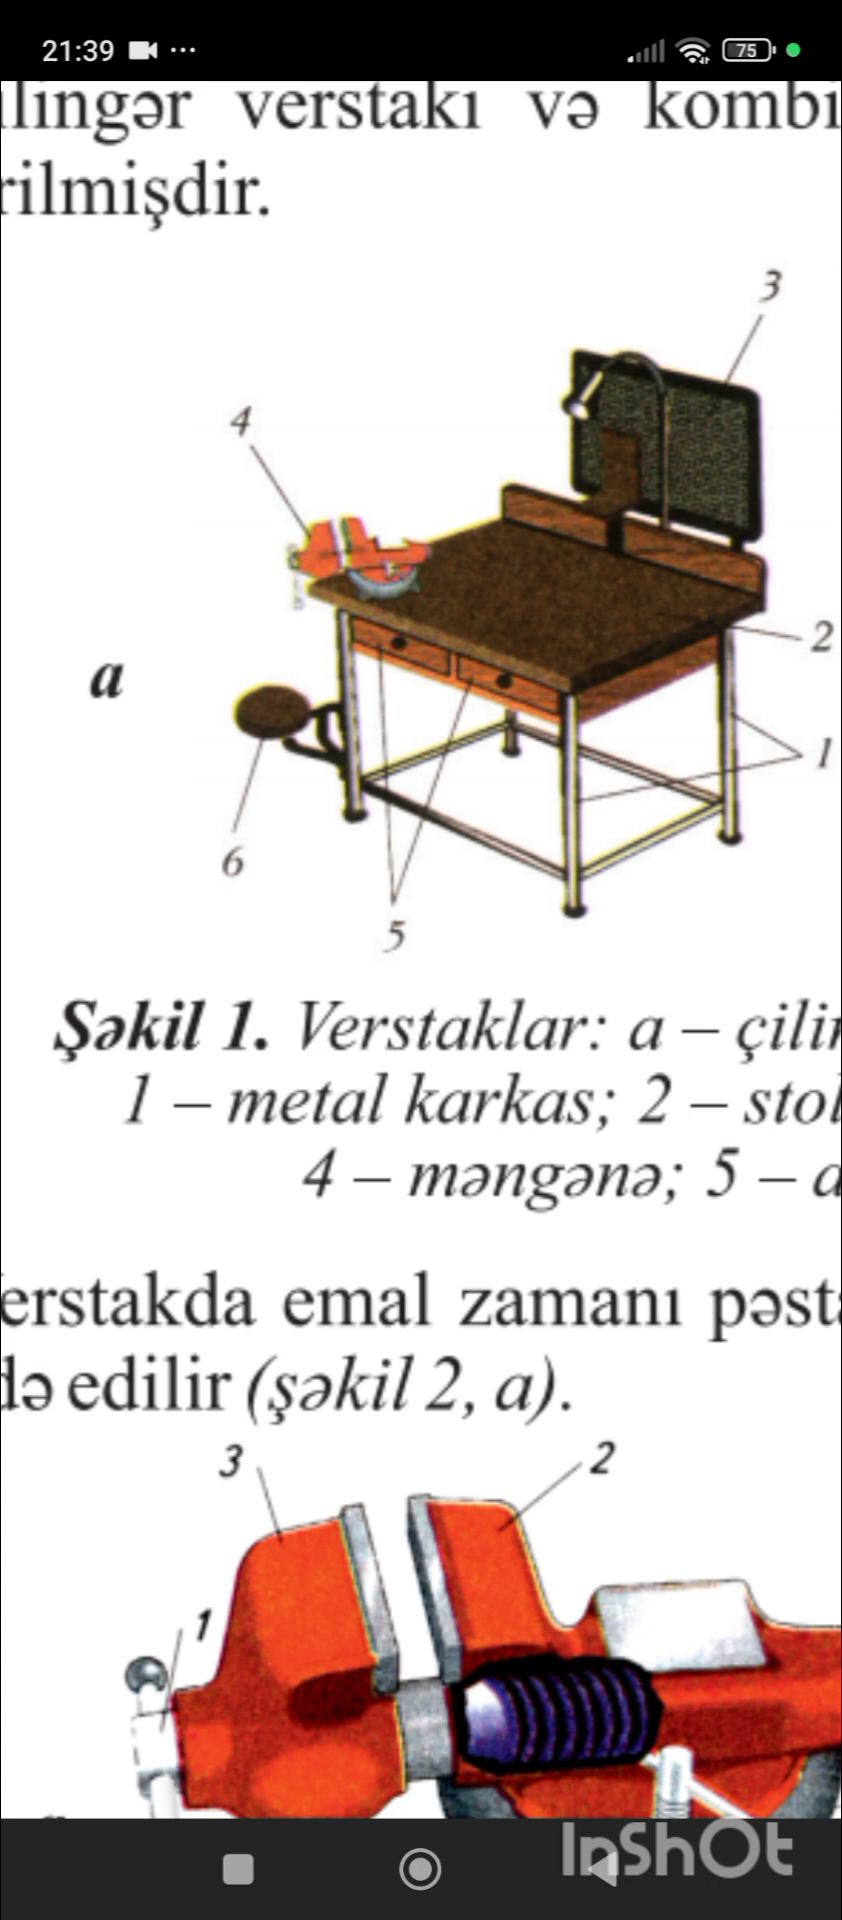 21:39
75
ilingər verstakı və kombi
rilmişdir.
3
4
2
a
1
6
5
Şəkil 1. Verstaklar: a – çilin
1 – metal karkas; 2 – stol
4 – məngənə; 5 –
erstakda emal zamanı pəsta
də edilir (şəkil 2, a).
3
2
1
InShOt